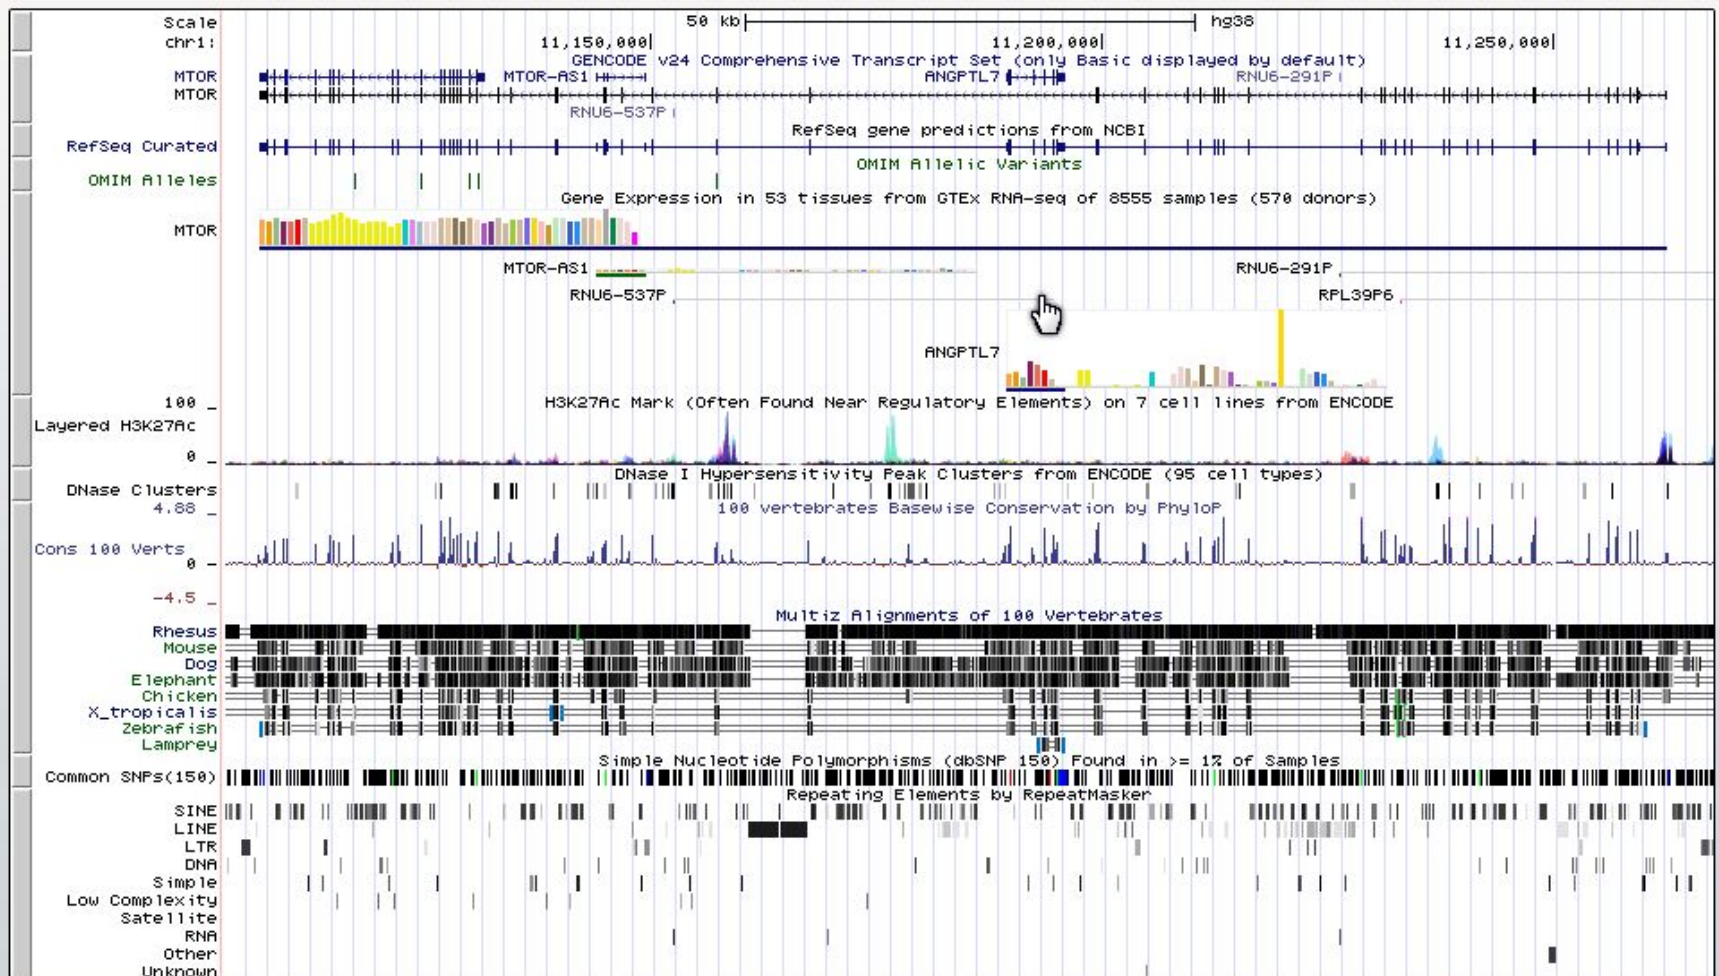 Scale 50 kb hg38
chr1: 11,150,000 11,200,000 11,250,000
GENCODE v24 Comprehensive Transcript Set (only Basic displayed by default)
MTOR MTOR-AS1 ANGPTL7 RNU6-291P
MTOR
RNU6-537P
RefSeq gene predictions from NCBI
RefSeq Curated
OMIM Allelic Variants
OMIM Alleles
Gene Expression in 53 tissues from GTEx RNA-seq of 8555 samples (570 donors)
MTOR
MTOR-AS1 RNU6-291P
RNU6-537P RPL39P6
ANGPTL7
100 _ H3K27Ac Mark (Often Found Near Regulatory Elements) on 7 cell lines from ENCODE
Layered H3K27Ac
0 _
DNase I Hypersensitivity Peak Clusters from ENCODE (95 cell types)
DNase Clusters
4.88 _ 100 vertebrates Basewise Conservation by PhyloP
Cons 100 Verts
0 -
-4.5 _
Multiz Alignments of 100 Vertebrates
Rhesus
Mouse
Dog
Elephant
Chicken
X_tropicalis
Zebrafish
Lamprey
Simple Nucleotide Polymorphisms (dbSNP 150) Found in >= 1% of Samples
Common SNPs(150)
Repeating Elements by RepeatMasker
SINE
LINE
LTR
DNA
Simple
Low Complexity
Satellite
RNA
Other
Unknown